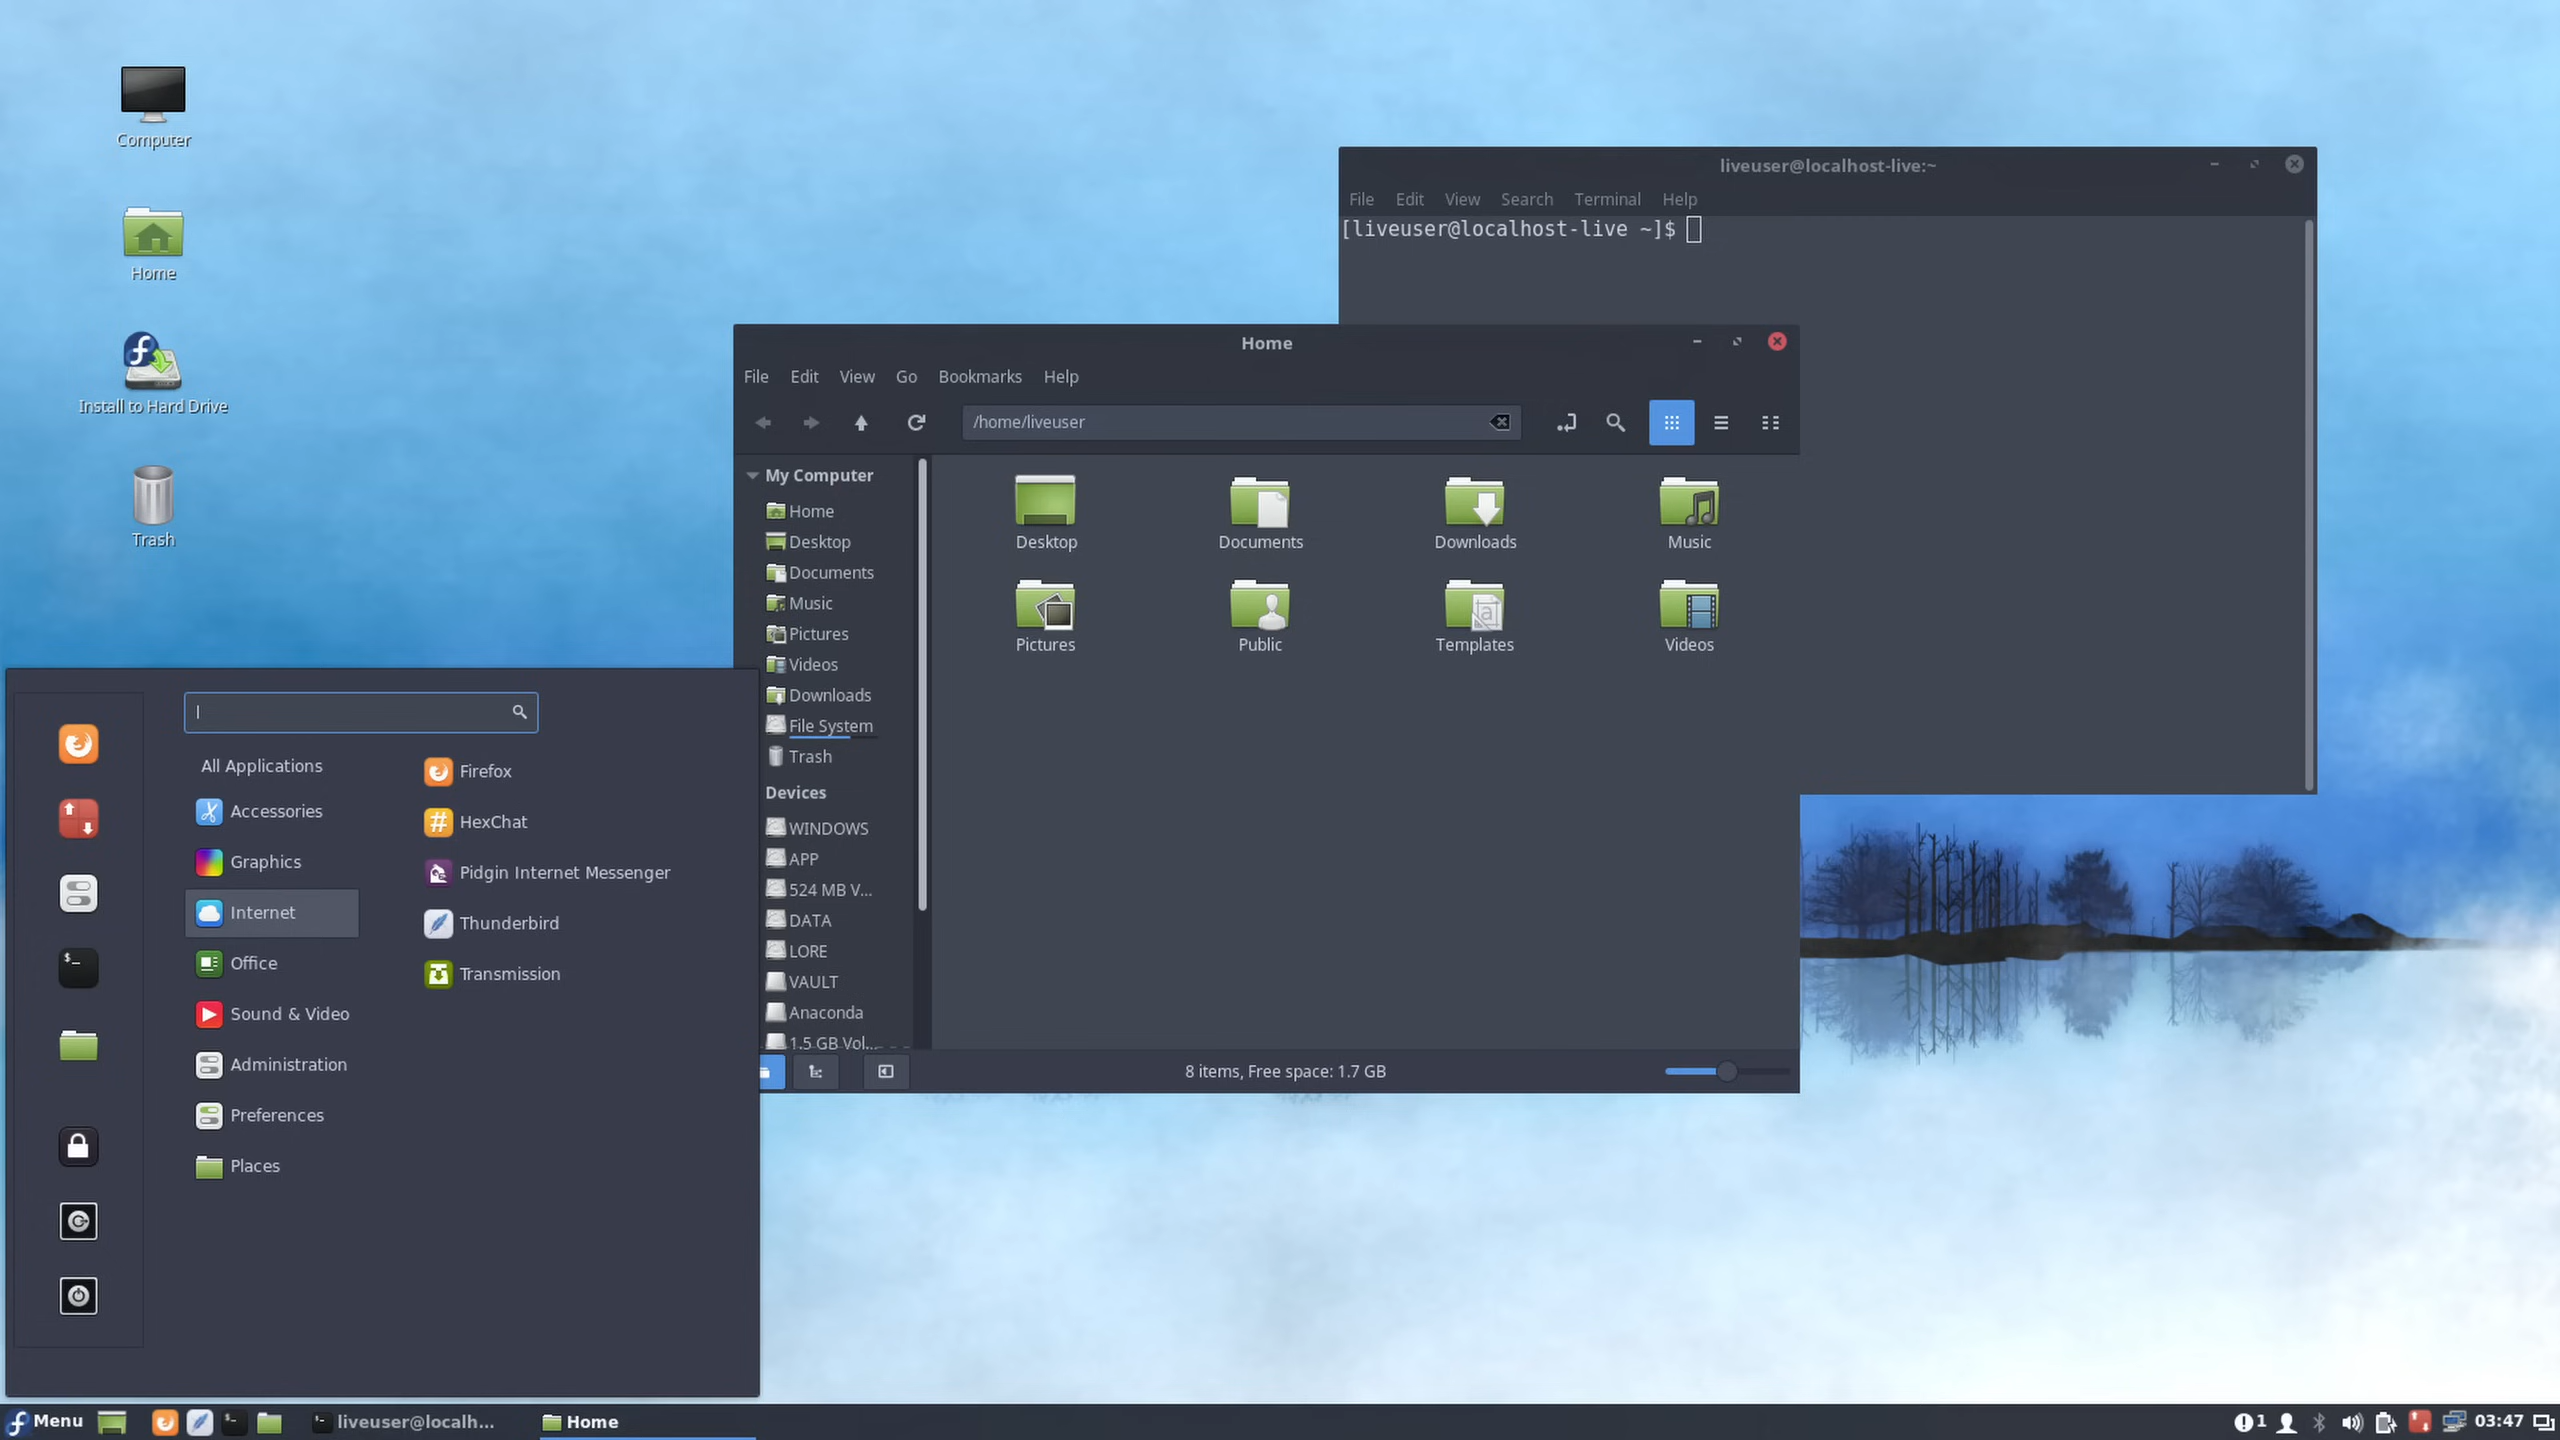 Computer
Home
Install to Hard Drive
Trash
liveuser@localhost-live:~
File Edit View Search Terminal Help
[liveuser@localhost-live ~]$
Home
File Edit View Go Bookmarks Help
/home/liveuser
My Computer
Home
Desktop
Documents
Music
Pictures
Videos
Downloads
File System
Trash
Devices
WINDOWS
APP
524 MB V...
DATA
LORE
VAULT
Anaconda
1.5 GB Vol...
Desktop Documents Downloads Music
Pictures Public Templates Videos
8 items, Free space: 1.7 GB
All Applications
Accessories
Graphics
Internet
Office
Sound & Video
Administration
Preferences
Places
Firefox
HexChat
Pidgin Internet Messenger
Thunderbird
Transmission
Menu liveuser@localh... Home 1 03:47